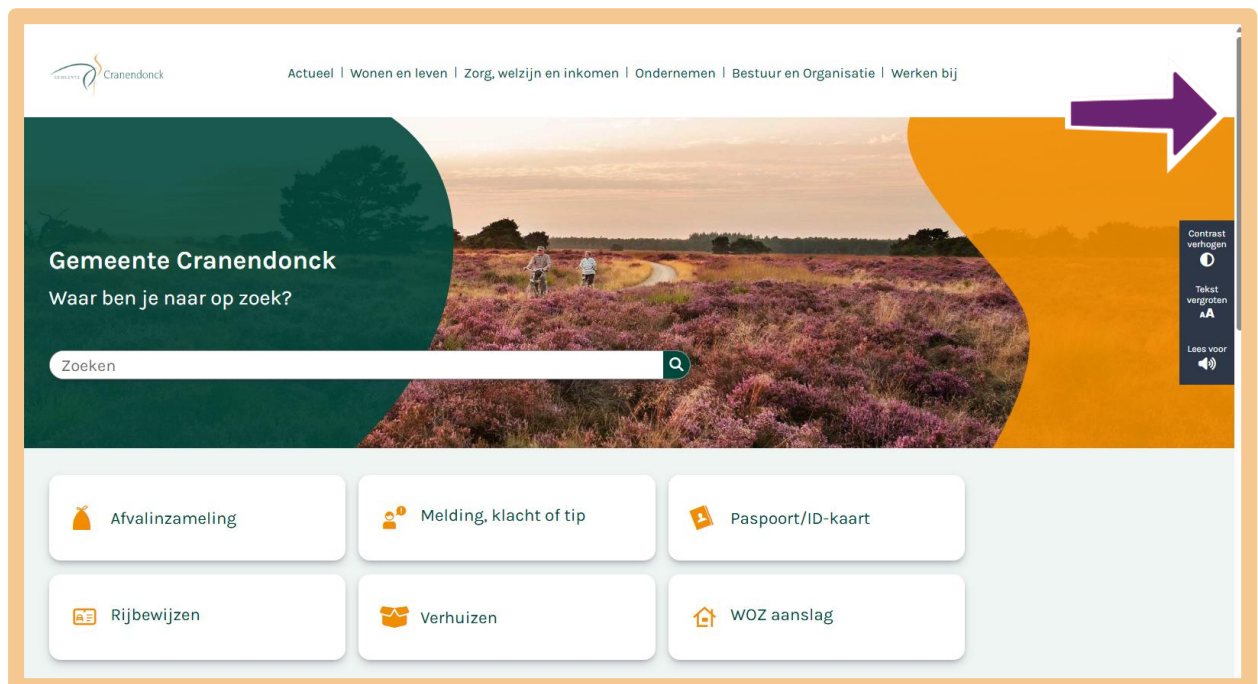 GEMEENTE Cranendonck
Actueel | Wonen en leven | Zorg, welzijn en inkomen | Ondernemen | Bestuur en Organisatie | Werken bij
Gemeente Cranendonck
Waar ben je naar op zoek?
Zoeken
Contrast
verhogen
Tekst
vergroten
AA
Lees voor
Afvalinzameling
Melding, klacht of tip
Paspoort/ID-kaart
Rijbewijzen
Verhuizen
WOZ aanslag